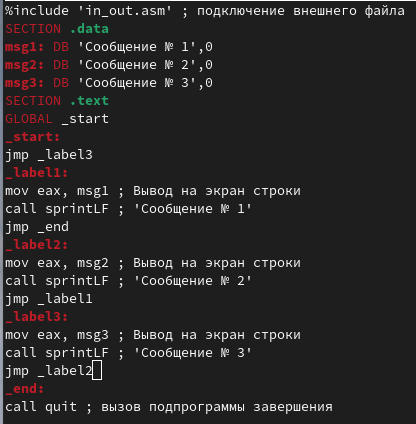 %include 'in_out.asm' ; подключение внешнего файла
SECTION .data
msg1: DB 'Сообщение № 1',0
msg2: DB 'Сообщение № 2',0
msg3: DB 'Сообщение № 3',0
SECTION .text
GLOBAL _start
_start:
jmp _label3
_label1:
mov eax, msg1 ; Вывод на экран строки
call sprintLF ; 'Сообщение № 1'
jmp _end
_label2:
mov eax, msg2 ; Вывод на экран строки
call sprintLF ; 'Сообщение № 2'
jmp _label1
_label3:
mov eax, msg3 ; Вывод на экран строки
call sprintLF ; 'Сообщение № 3'
jmp _label2
_end:
call quit ; вызов подпрограммы завершения